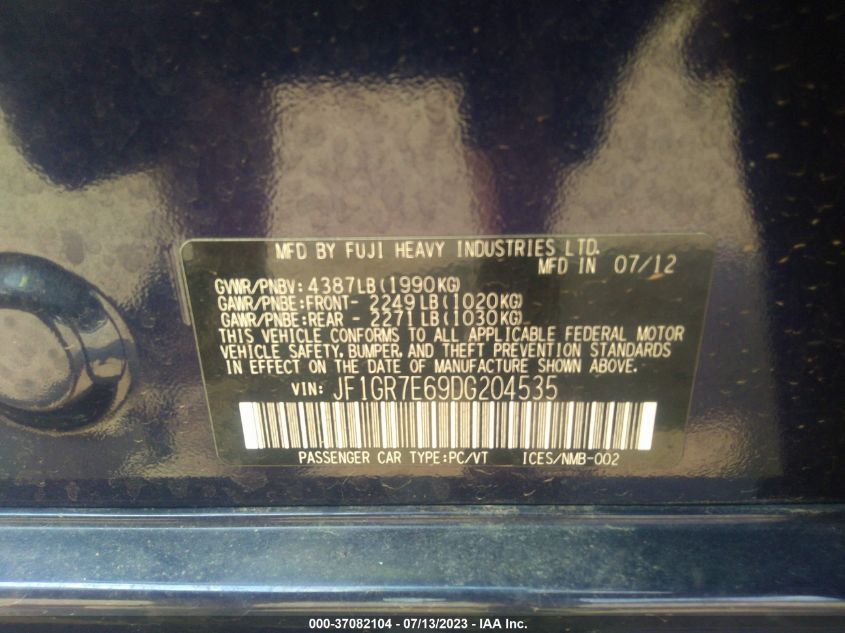 MFD BY FUJI HEAVY INDUSTRIES LTD.
MFD IN 07/12
GVWR/PNBV: 4387LB(1990KG)
GAWR/PNBE:FRONT- 2249LB(1020KG)
GAWR/PNBE:REAR - 2271LB(1030KG)
THIS VEHICLE CONFORMS TO ALL APPLICABLE FEDERAL MOTOR
VEHICLE SAFETY, BUMPER, AND THEFT PREVENTION STANDARDS
IN EFFECT ON THE DATE OF MANUFACTURE SHOWN ABOVE.
VIN: JF1GR7E69DG204535
PASSENGER CAR TYPE:PC/VT ICES/NMB-002
000-37082104 - 07/13/2023 - IAA Inc.